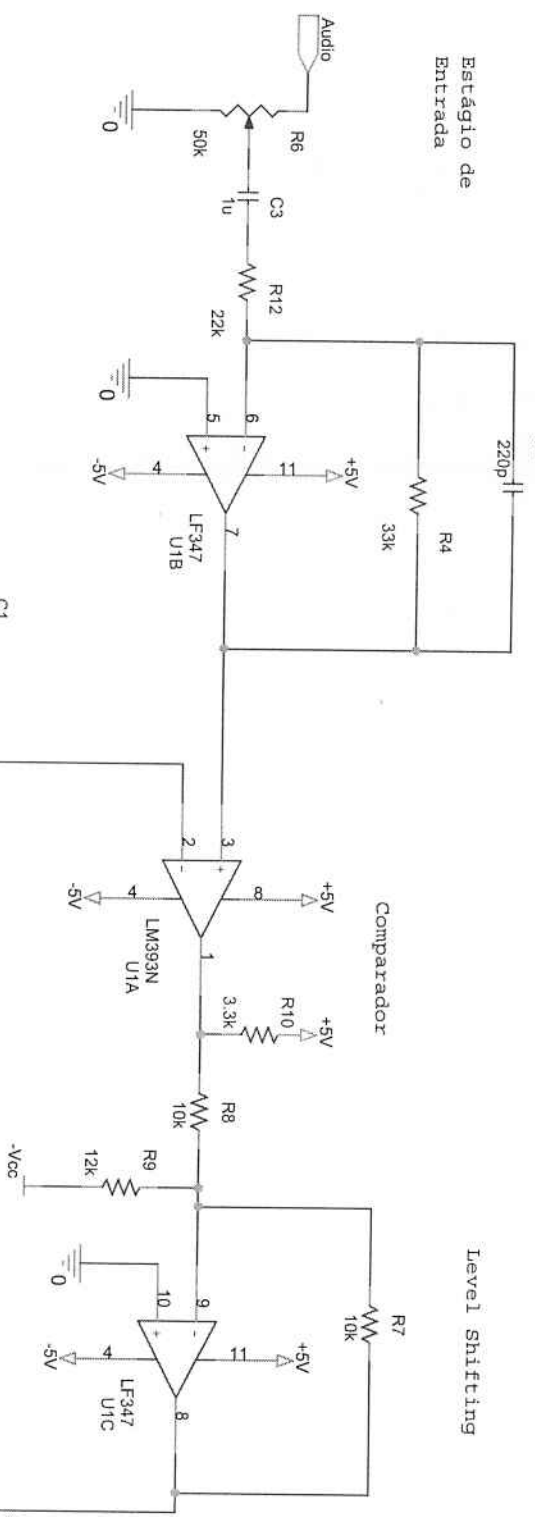 Estágio de
Entrada
Audio
R6
50k
0
C3
1u
R12
22k
0
220p
R4
33k
6
-
5
+
+5V
11
4
-5V
7
LF347
U1B
C1
Comparador
3
+
2
-
+5V
8
4
-5V
1
LM393N
U1A
+5V
R10
3.3k
R8
10k
R9
12k
-Vcc
Level Shifting
R7
10k
9
-
10
+
0
+5V
11
4
-5V
8
LF347
U1C